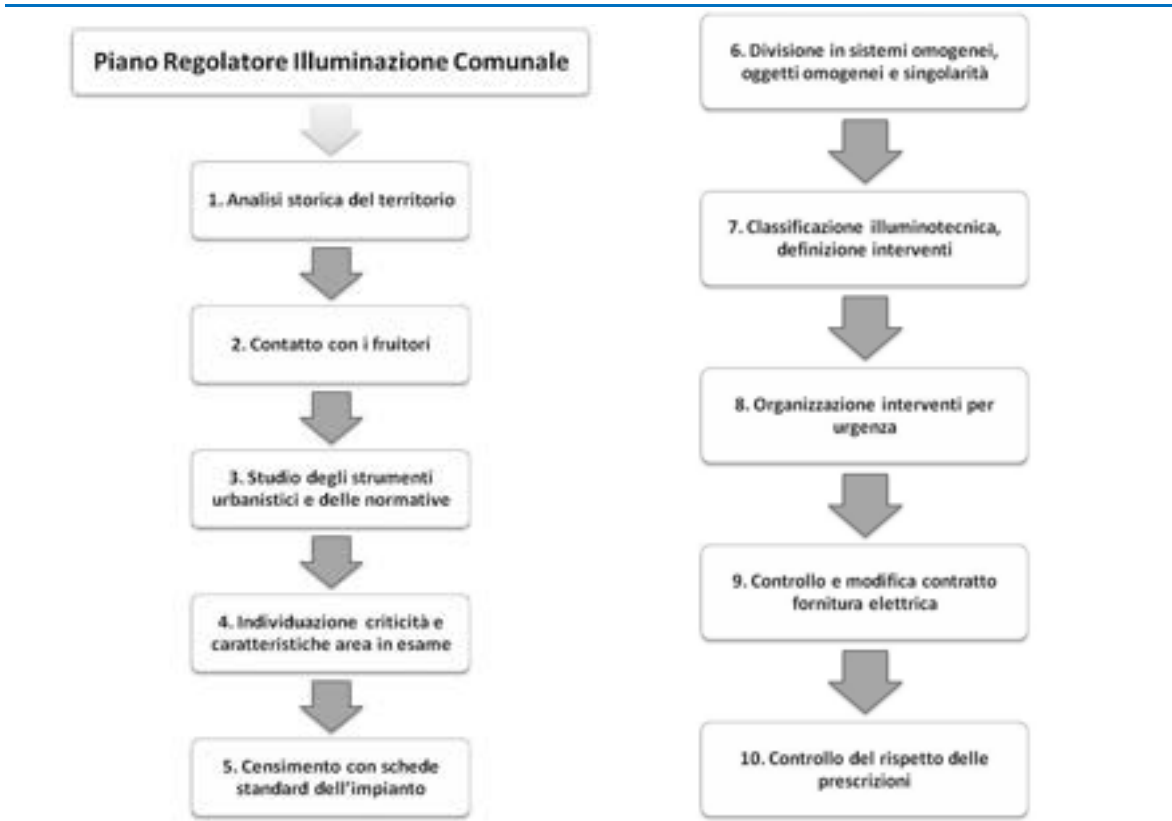 Piano Regolatore Illuminazione Comunale
1. Analisi storica del territorio
2. Contatto con i fruitori
3. Studio degli strumenti
urbanistici e delle normative
4. Individuazione criticità e
caratteristiche area in esame
5. Censimento con schede
standard dell'impianto
6. Divisione in sistemi omogenei,
oggetti omogenei e singolarità
7. Classificazione illuminotecnica,
definizione interventi
8. Organizzazione interventi per
urgenza
9. Controllo e modifica contratto
fornitura elettrica
10. Controllo del rispetto delle
prescrizioni